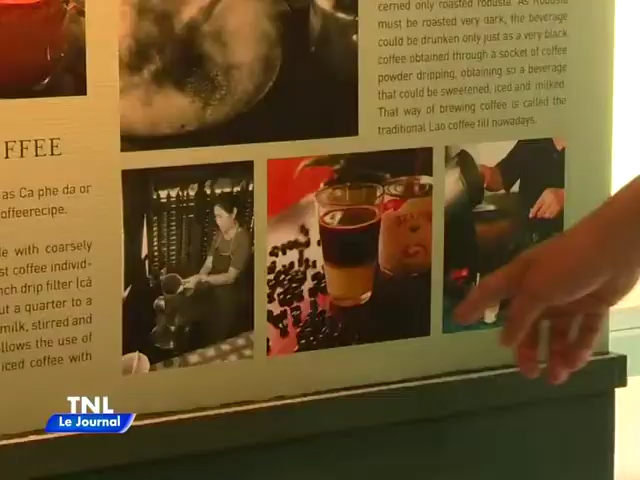 cerned only roasted robusta. As Robusta
must be roasted very dark, the beverage
could be drunken only just as a very black
coffee obtained through a socket of coffee
powder dripping, obtaining so a beverage
that could be sweetened, iced and milked.
That way of brewing coffee is called the
traditional Lao coffee till nowadays.
FFEE
as Ca phe da or
offeerecipe.
le with coarsely
st coffee individ-
nch drip filter (cà
ut a quarter to a
milk, stirred and
llows the use of
iced coffee with
TNL
Le Journal